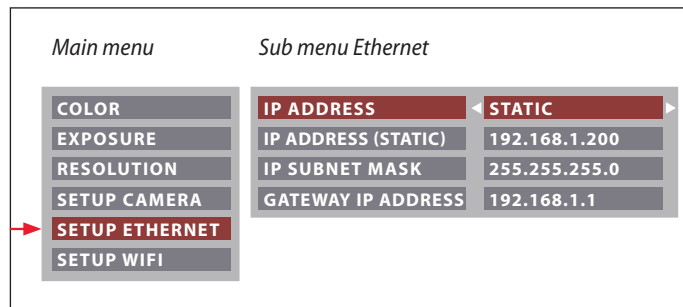 Main menu
Sub menu Ethernet
COLOR
EXPOSURE
RESOLUTION
SETUP CAMERA
SETUP ETHERNET
SETUP WIFI
IP ADDRESS STATIC
IP ADDRESS (STATIC) 192.168.1.200
IP SUBNET MASK 255.255.255.0
GATEWAY IP ADDRESS 192.168.1.1